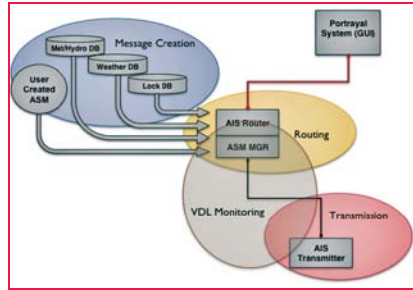 Met/Hydro DB
Message Creation
Weather DB
User
Created
ASM
Lock DB
Portrayal
System (GUI)
AIS Router
ASM MGR
Routing
VDL Monitoring
Transmission
AIS
Transmitter